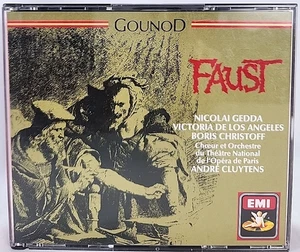 GOUNOD
FAUST
NICOLAI GEDDA
VICTORIA DE LOS ANGELES
BORIS CHRISTOFF
Chœur et Orchestre
du Théâtre National
de l'Opéra de Paris
ANDRÉ CLUYTENS
EMI